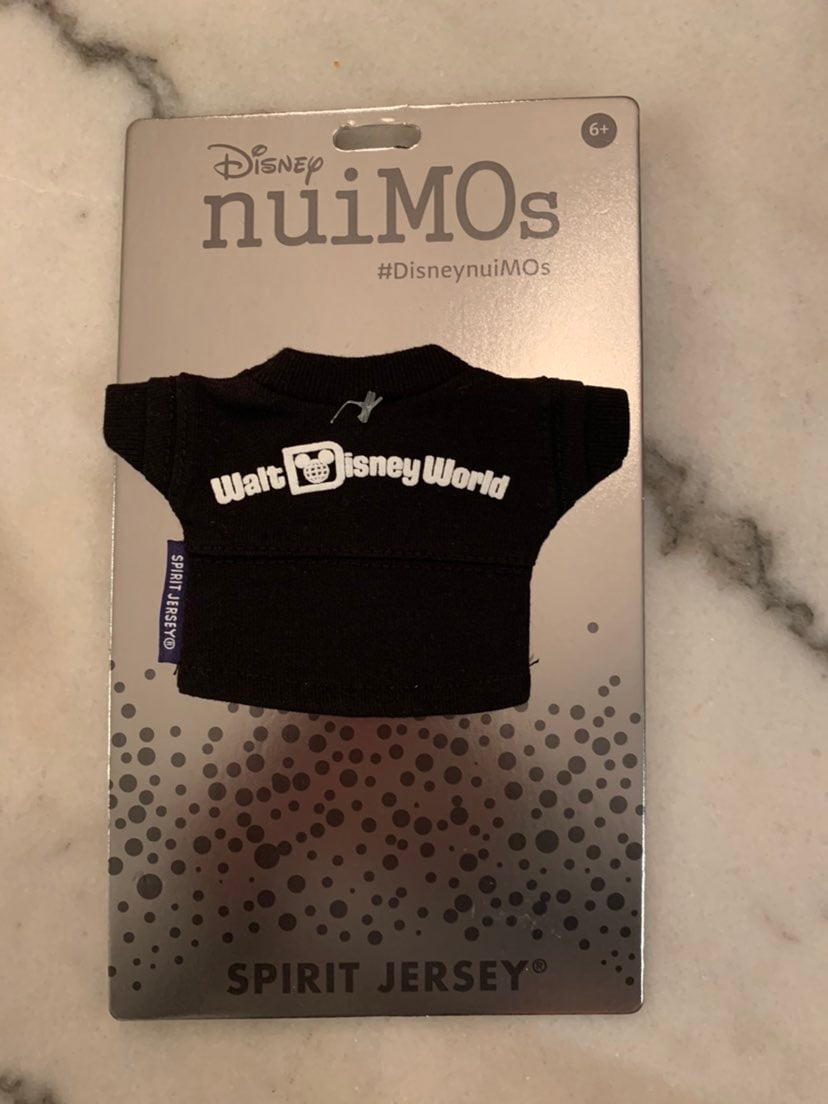 6+
Disney
nuiMOs
#DisneynuiMOs
Walt Disney World
SPIRIT JERSEY®
SPIRIT JERSEY®